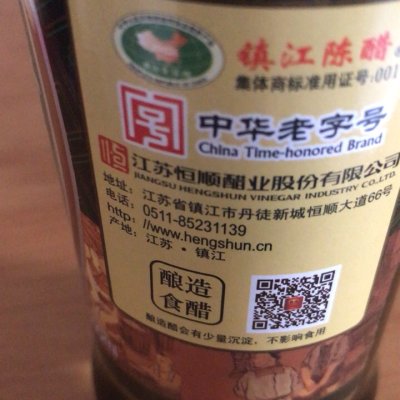 镇江陈醋
集体商标准用证号:001
中华老字号
China Time-honored Brand
江苏恒顺醋业股份有限公司
JIANGSU HENGSHUN VINEGAR INDUSTRY CO.,LTD.
地址: 江苏省镇江市丹徒新城恒顺大道66号
电话: 0511-85231139
http://www.hengshun.cn
产地: 江苏·镇江
酿造
食醋
酿造醋会有少量沉淀,不影响食用